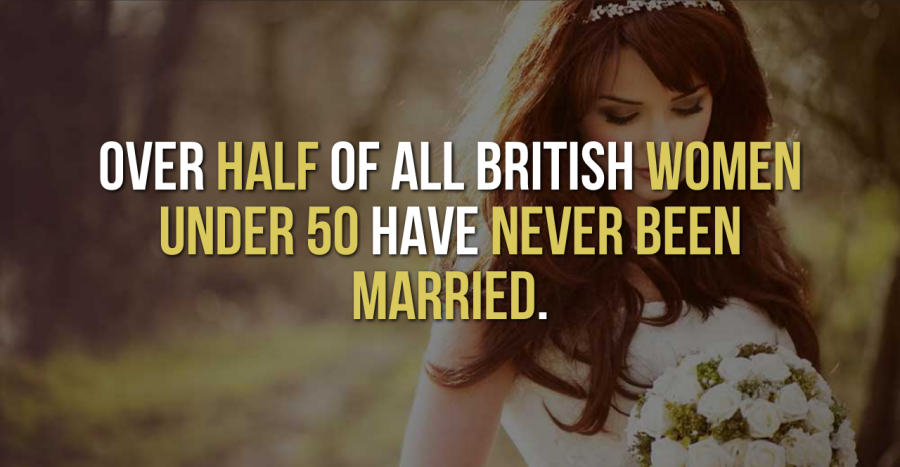 OVER HALF OF ALL BRITISH WOMEN
UNDER 50 HAVE NEVER BEEN
MARRIED.